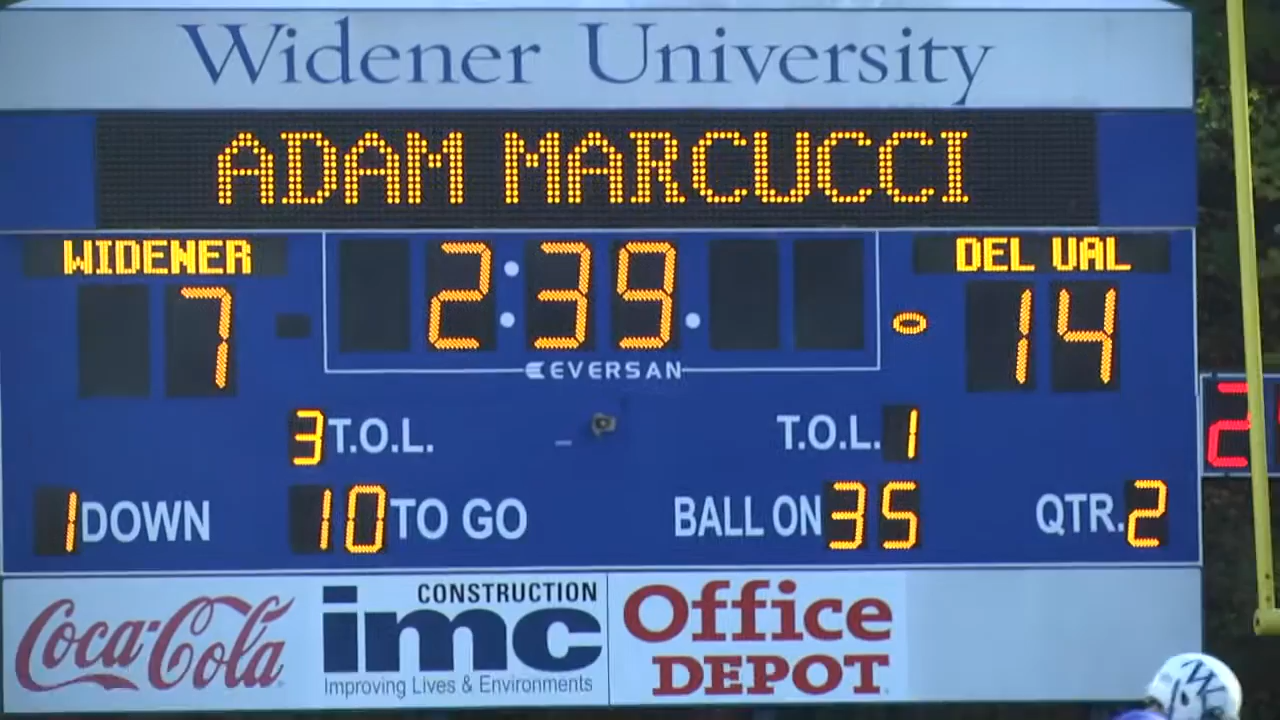 Widener University
ADAM MARCUCCI
WIDENER 2:39 DEL VAL
7 14
EVERSAN
3 T.O.L. T.O.L. 1
1 DOWN 10 TO GO BALL ON 35 QTR. 2
Coca-Cola CONSTRUCTION Office
imc DEPOT
Improving Lives & Environments
2